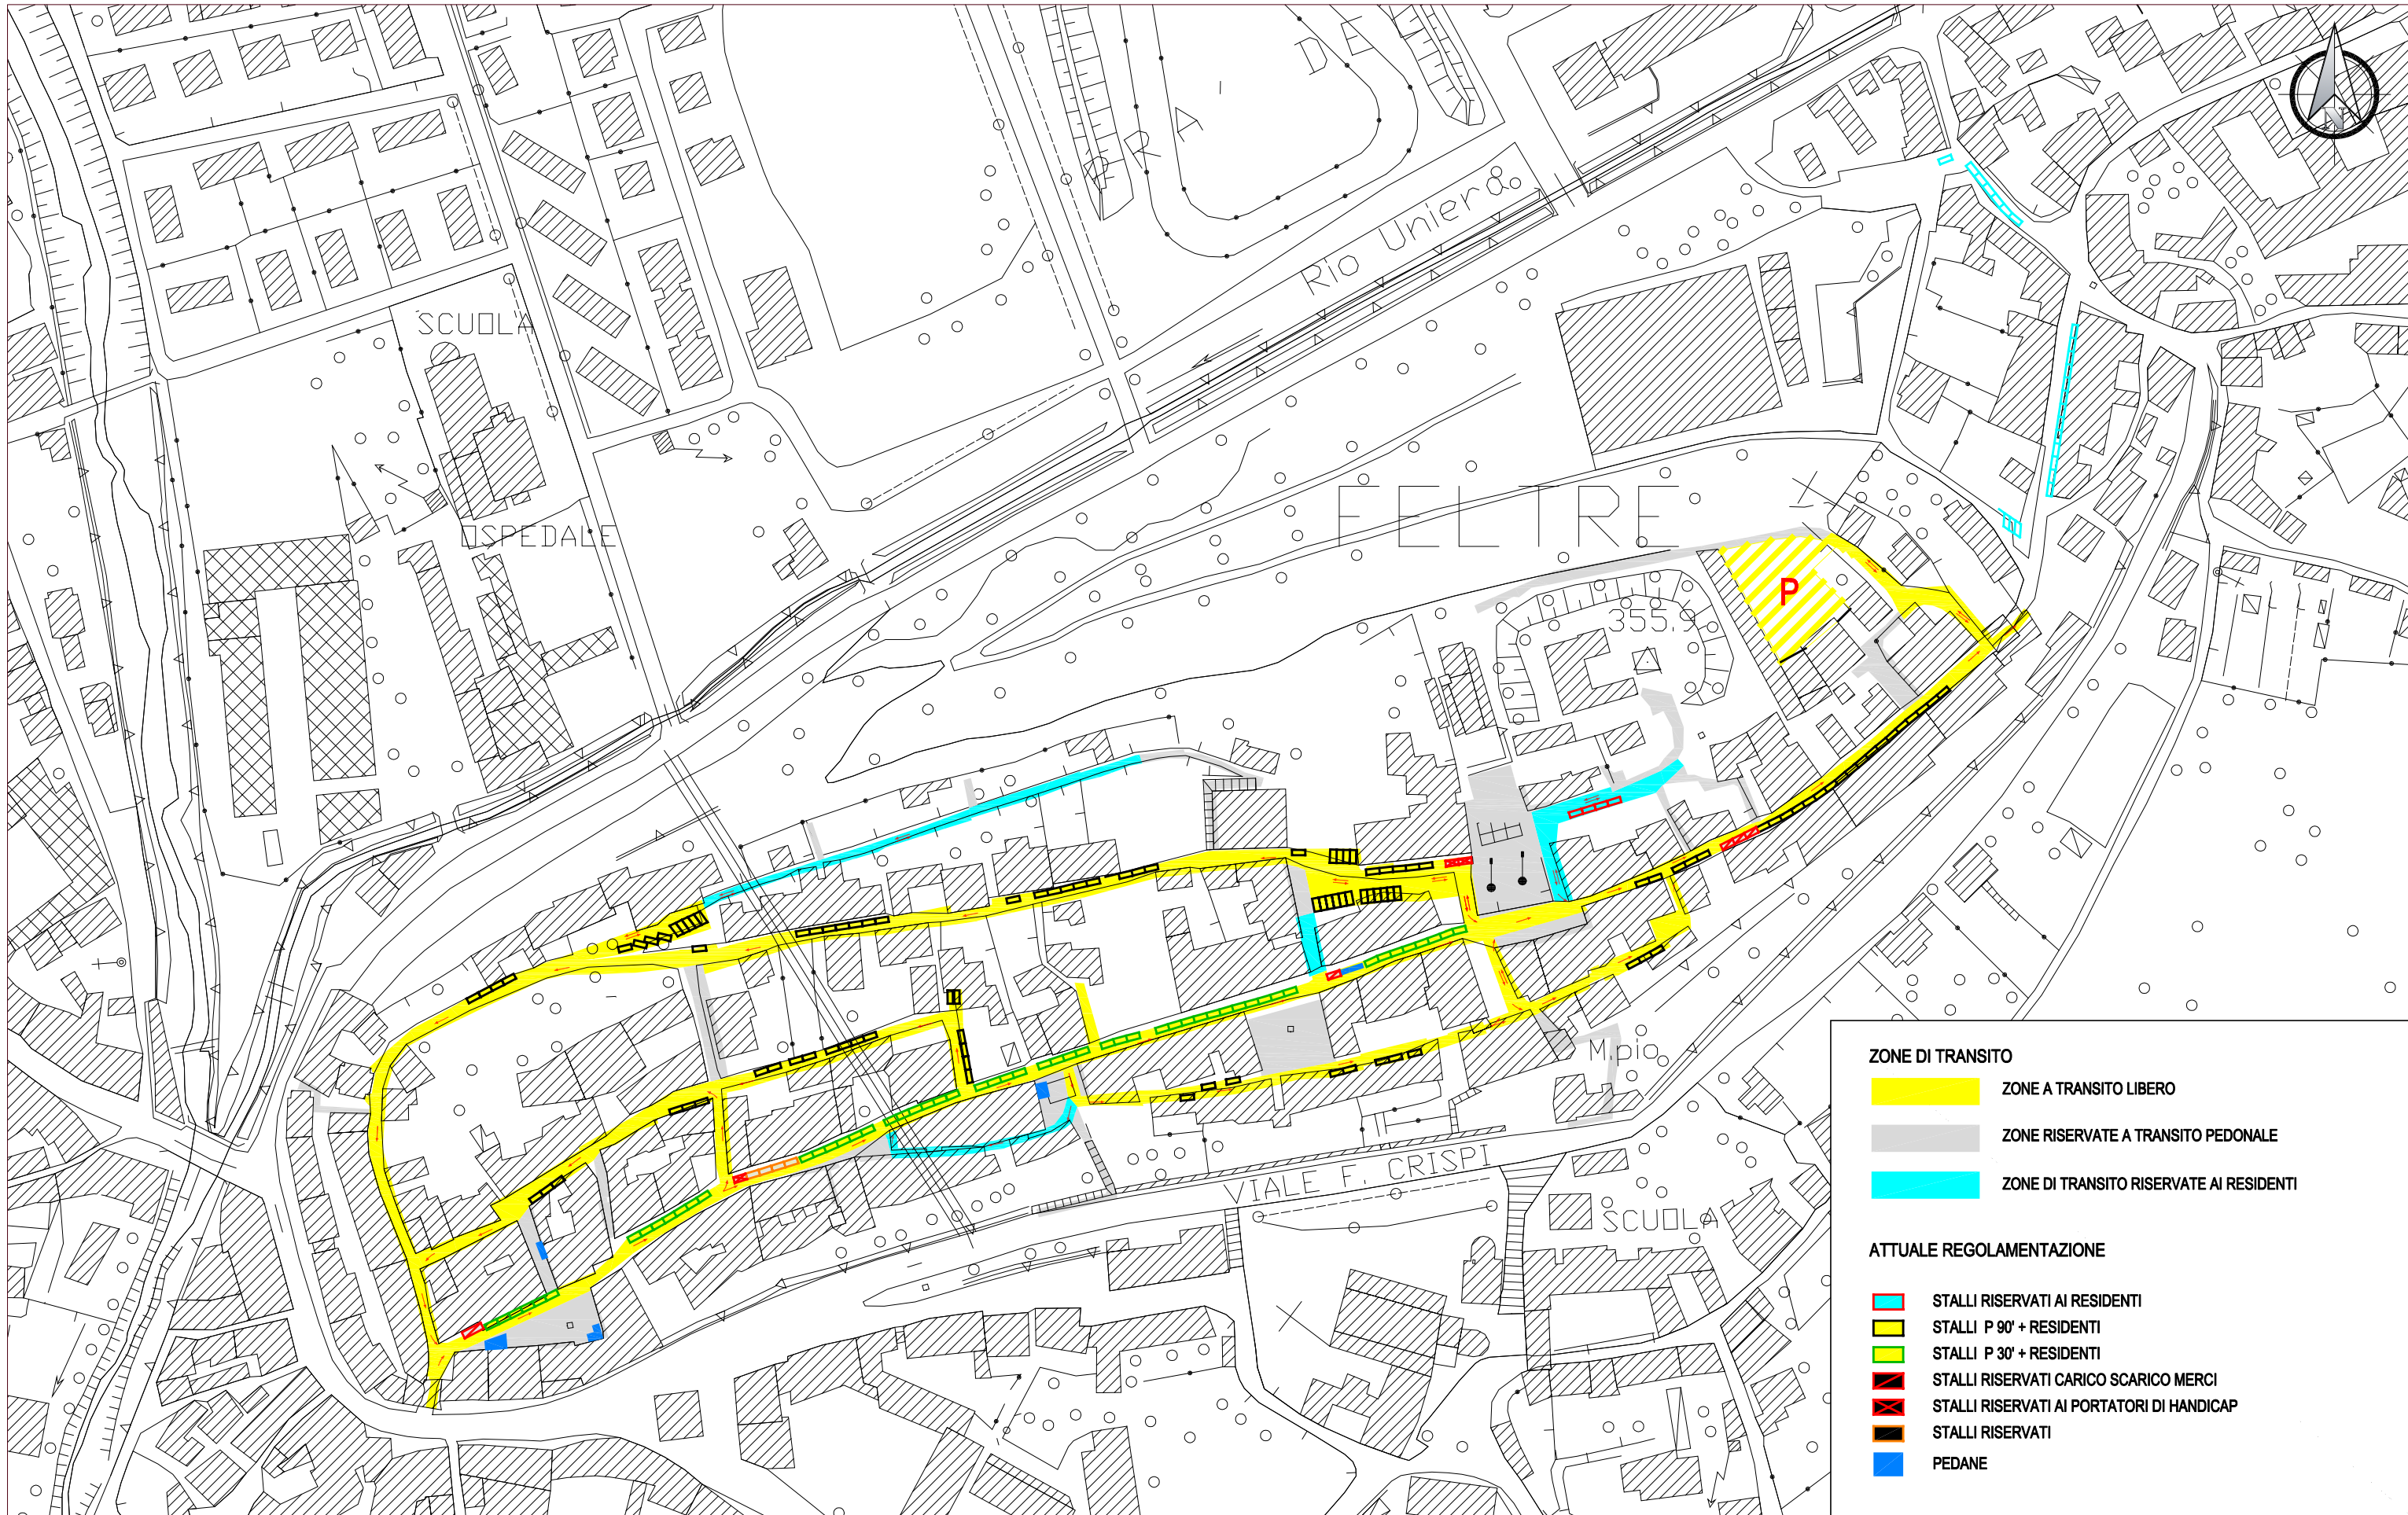 PRA' DE
Rio Uniera
SCUOLA
OSPEDALE
FELTRE
P
355.9
M.pio
VIALE F. CRISPI
SCUOLA
ZONE DI TRANSITO
ZONE A TRANSITO LIBERO
ZONE RISERVATE A TRANSITO PEDONALE
ZONE DI TRANSITO RISERVATE AI RESIDENTI
ATTUALE REGOLAMENTAZIONE
STALLI RISERVATI AI RESIDENTI
STALLI P 90' + RESIDENTI
STALLI P 30' + RESIDENTI
STALLI RISERVATI CARICO SCARICO MERCI
STALLI RISERVATI AI PORTATORI DI HANDICAP
STALLI RISERVATI
PEDANE